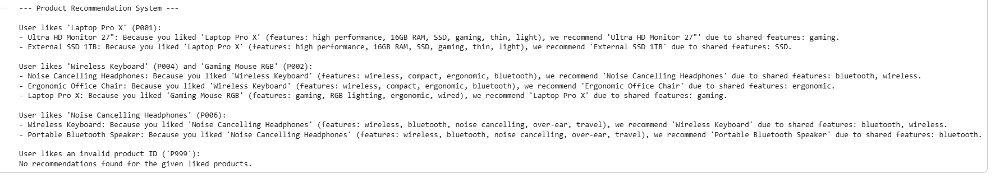 --- Product Recommendation System ---
User likes 'Laptop Pro X' (P001):
- Ultra HD Monitor 27": Because you liked 'Laptop Pro X' (features: high performance, 16GB RAM, SSD, gaming, thin, light), we recommend 'Ultra HD Monitor 27"' due to shared features: gaming.
- External SSD 1TB: Because you liked 'Laptop Pro X' (features: high performance, 16GB RAM, SSD, gaming, thin, light), we recommend 'External SSD 1TB' due to shared features: SSD.
User likes 'Wireless Keyboard' (P004) and 'Gaming Mouse RGB' (P002):
- Noise Cancelling Headphones: Because you liked 'Wireless Keyboard' (features: wireless, compact, ergonomic, bluetooth), we recommend 'Noise Cancelling Headphones' due to shared features: bluetooth, wireless.
- Ergonomic Office Chair: Because you liked 'Wireless Keyboard' (features: wireless, compact, ergonomic, bluetooth), we recommend 'Ergonomic Office Chair' due to shared features: ergonomic.
- Laptop Pro X: Because you liked 'Gaming Mouse RGB' (features: gaming, RGB lighting, ergonomic, wired), we recommend 'Laptop Pro X' due to shared features: gaming.
User likes 'Noise Cancelling Headphones' (P006):
- Wireless Keyboard: Because you liked 'Noise Cancelling Headphones' (features: wireless, bluetooth, noise cancelling, over-ear, travel), we recommend 'Wireless Keyboard' due to shared features: bluetooth, wireless.
- Portable Bluetooth Speaker: Because you liked 'Noise Cancelling Headphones' (features: wireless, bluetooth, noise cancelling, over-ear, travel), we recommend 'Portable Bluetooth Speaker' due to shared features: bluetooth.
User likes an invalid product ID ('P999'):
No recommendations found for the given liked products.